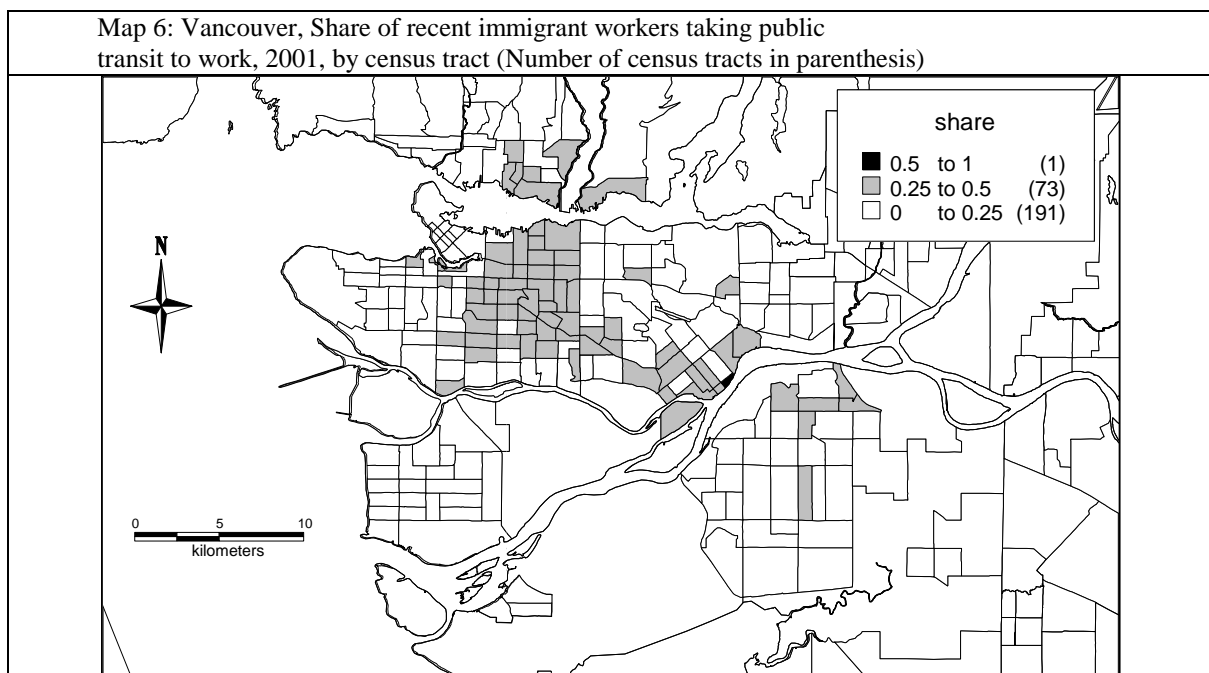 Map 6: Vancouver, Share of recent immigrant workers taking public
transit to work, 2001, by census tract (Number of census tracts in parenthesis)
share
0.5 to 1 (1)
0.25 to 0.5 (73)
0 to 0.25 (191)
N
0 5 10
kilometers